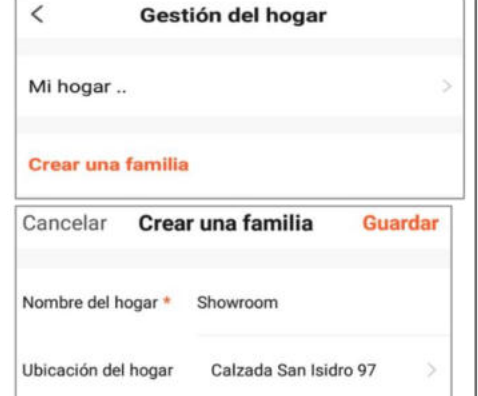 Gestión del hogar
Mi hogar ..
Crear una familia
Cancelar Crear una familia Guardar
Nombre del hogar * Showroom
Ubicación del hogar Calzada San Isidro 97